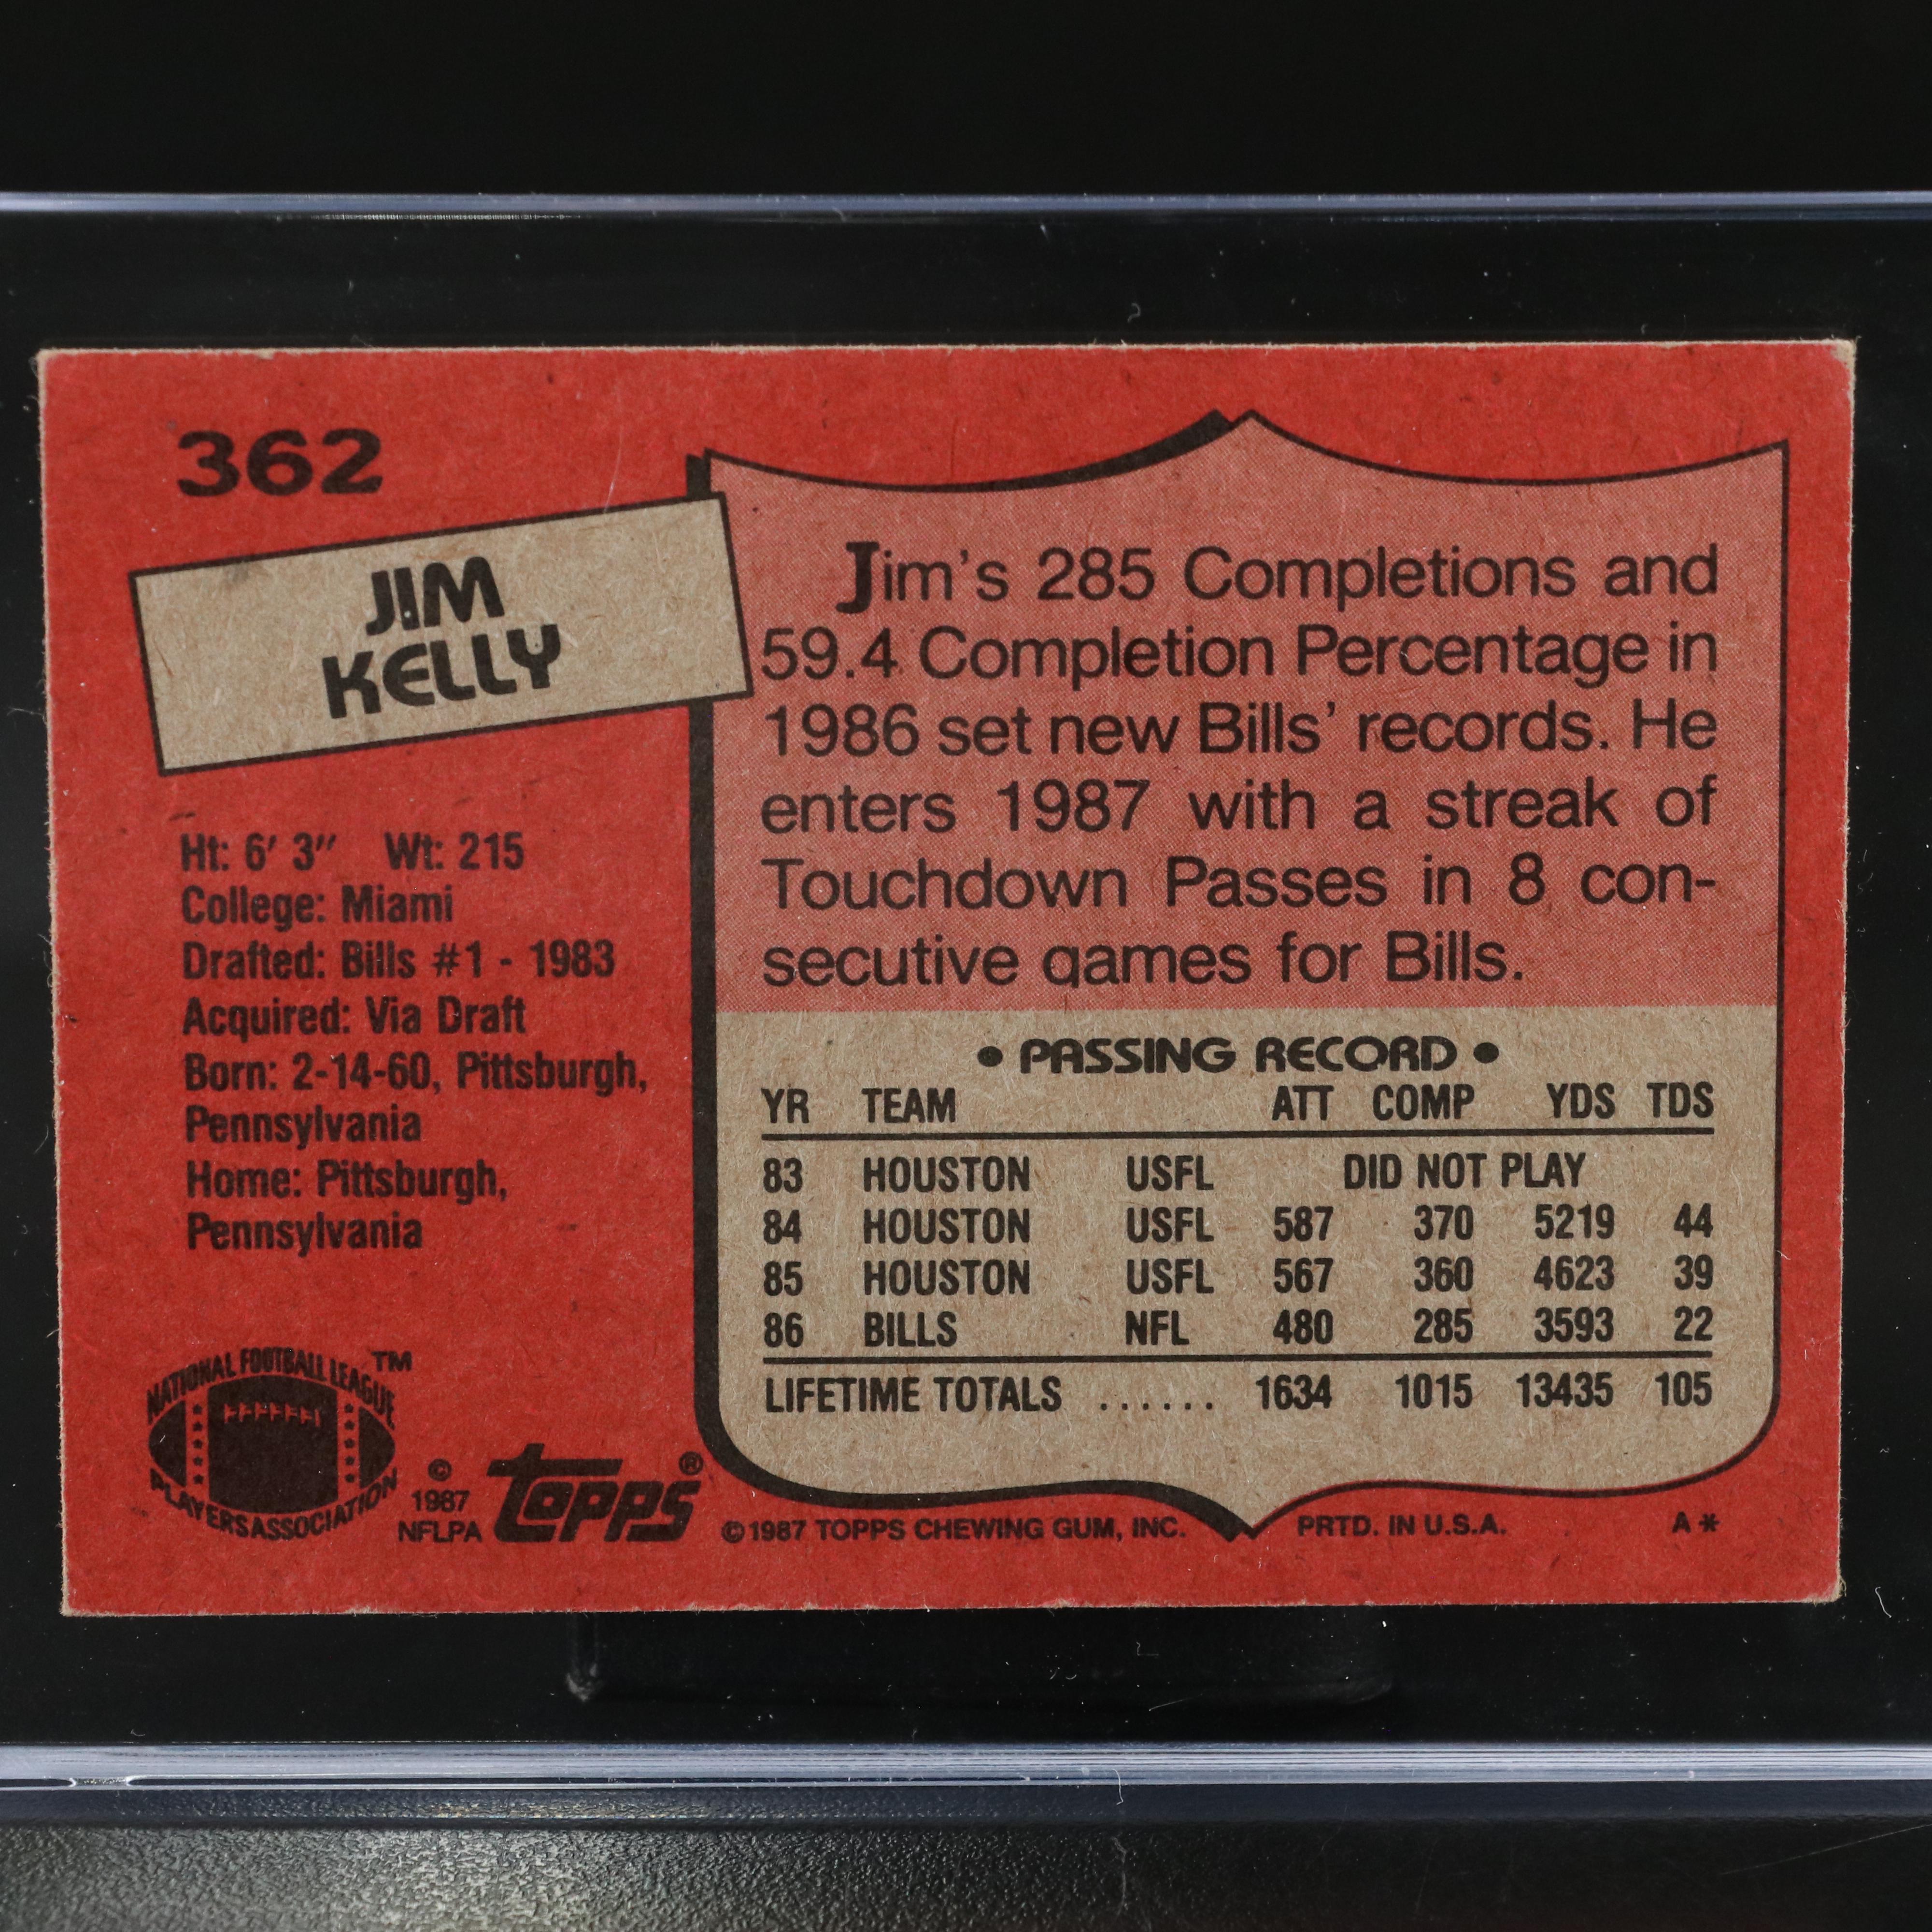 362
JIM
KELLY
Ht: 6' 3" Wt: 215
College: Miami
Drafted: Bills #1 - 1983
Acquired: Via Draft
Born: 2-14-60, Pittsburgh,
Pennsylvania
Home: Pittsburgh,
Pennsylvania
NATIONAL FOOTBALL LEAGUE ™
PLAYERS ASSOCIATION
©
1987
NFLPA
TOPPS®
Jim's 285 Completions and
59.4 Completion Percentage in
1986 set new Bills' records. He
enters 1987 with a streak of
Touchdown Passes in 8 con-
secutive games for Bills.
• PASSING RECORD •
YR TEAM ATT COMP YDS TDS
83 HOUSTON USFL DID NOT PLAY
84 HOUSTON USFL 587 370 5219 44
85 HOUSTON USFL 567 360 4623 39
86 BILLS NFL 480 285 3593 22
LIFETIME TOTALS ...... 1634 1015 13435 105
©1987 TOPPS CHEWING GUM, INC. PRTD. IN U.S.A. A*